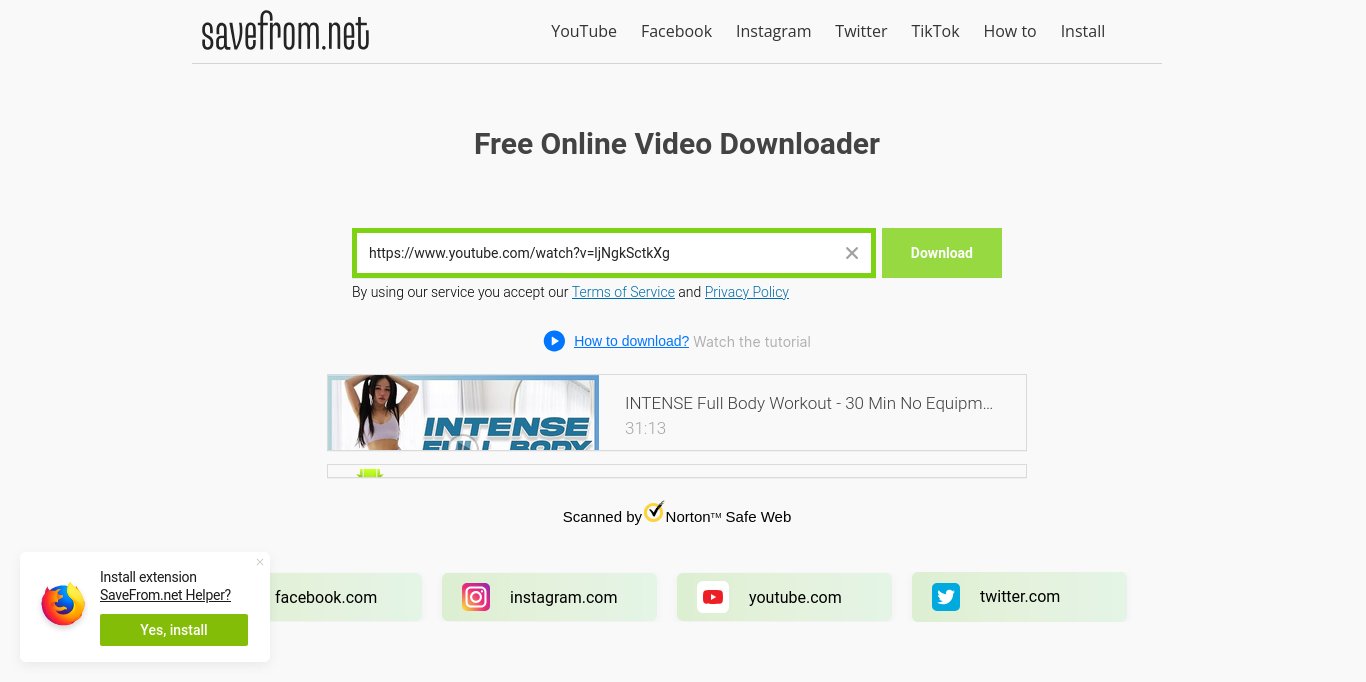 savefrom.net
YouTube Facebook Instagram Twitter TikTok How to Install
Free Online Video Downloader
https://www.youtube.com/watch?v=ljNgkSctkXg
Download
By using our service you accept our Terms of Service and Privacy Policy
How to download? Watch the tutorial
INTENSE
FULL BODY
INTENSE Full Body Workout - 30 Min No Equipm...
31:13
Scanned by Norton™ Safe Web
Install extension
SaveFrom.net Helper?
Yes, install
facebook.com
instagram.com
youtube.com
twitter.com